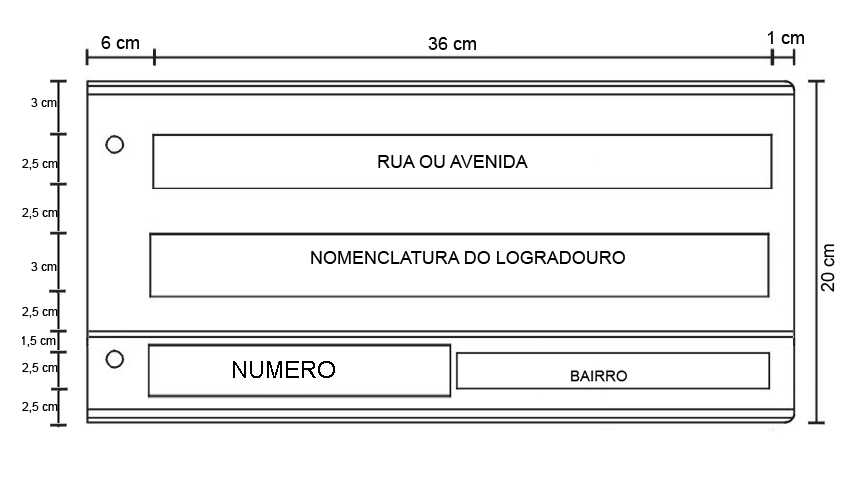 6 cm
36 cm
1 cm
3 cm
2,5 cm
2,5 cm
3 cm
2,5 cm
1,5 cm
2,5 cm
2,5 cm
RUA OU AVENIDA
NOMENCLATURA DO LOGRADOURO
NUMERO
BAIRRO
20 cm